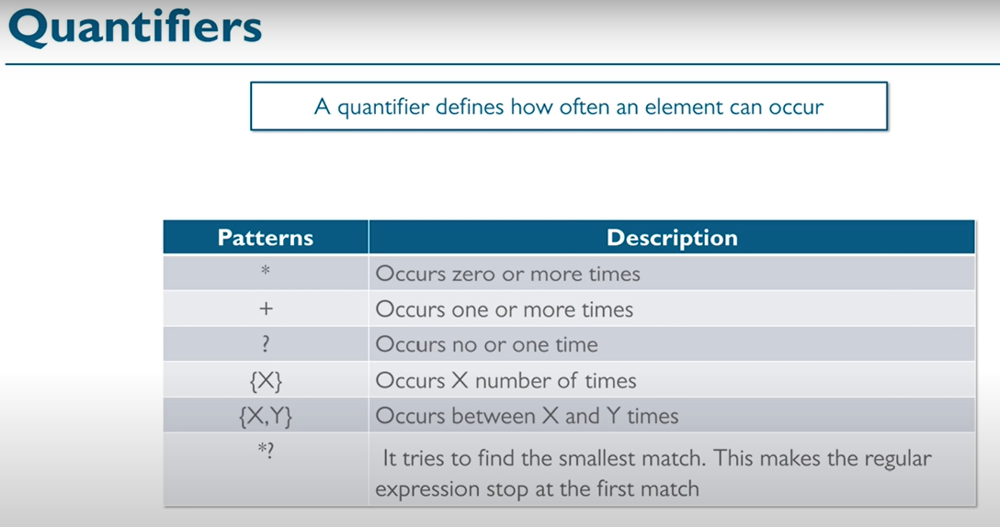 Quantifiers
A quantifier defines how often an element can occur
Patterns Description
* Occurs zero or more times
+ Occurs one or more times
? Occurs no or one time
{X} Occurs X number of times
{X,Y} Occurs between X and Y times
*? It tries to find the smallest match. This makes the regular
expression stop at the first match